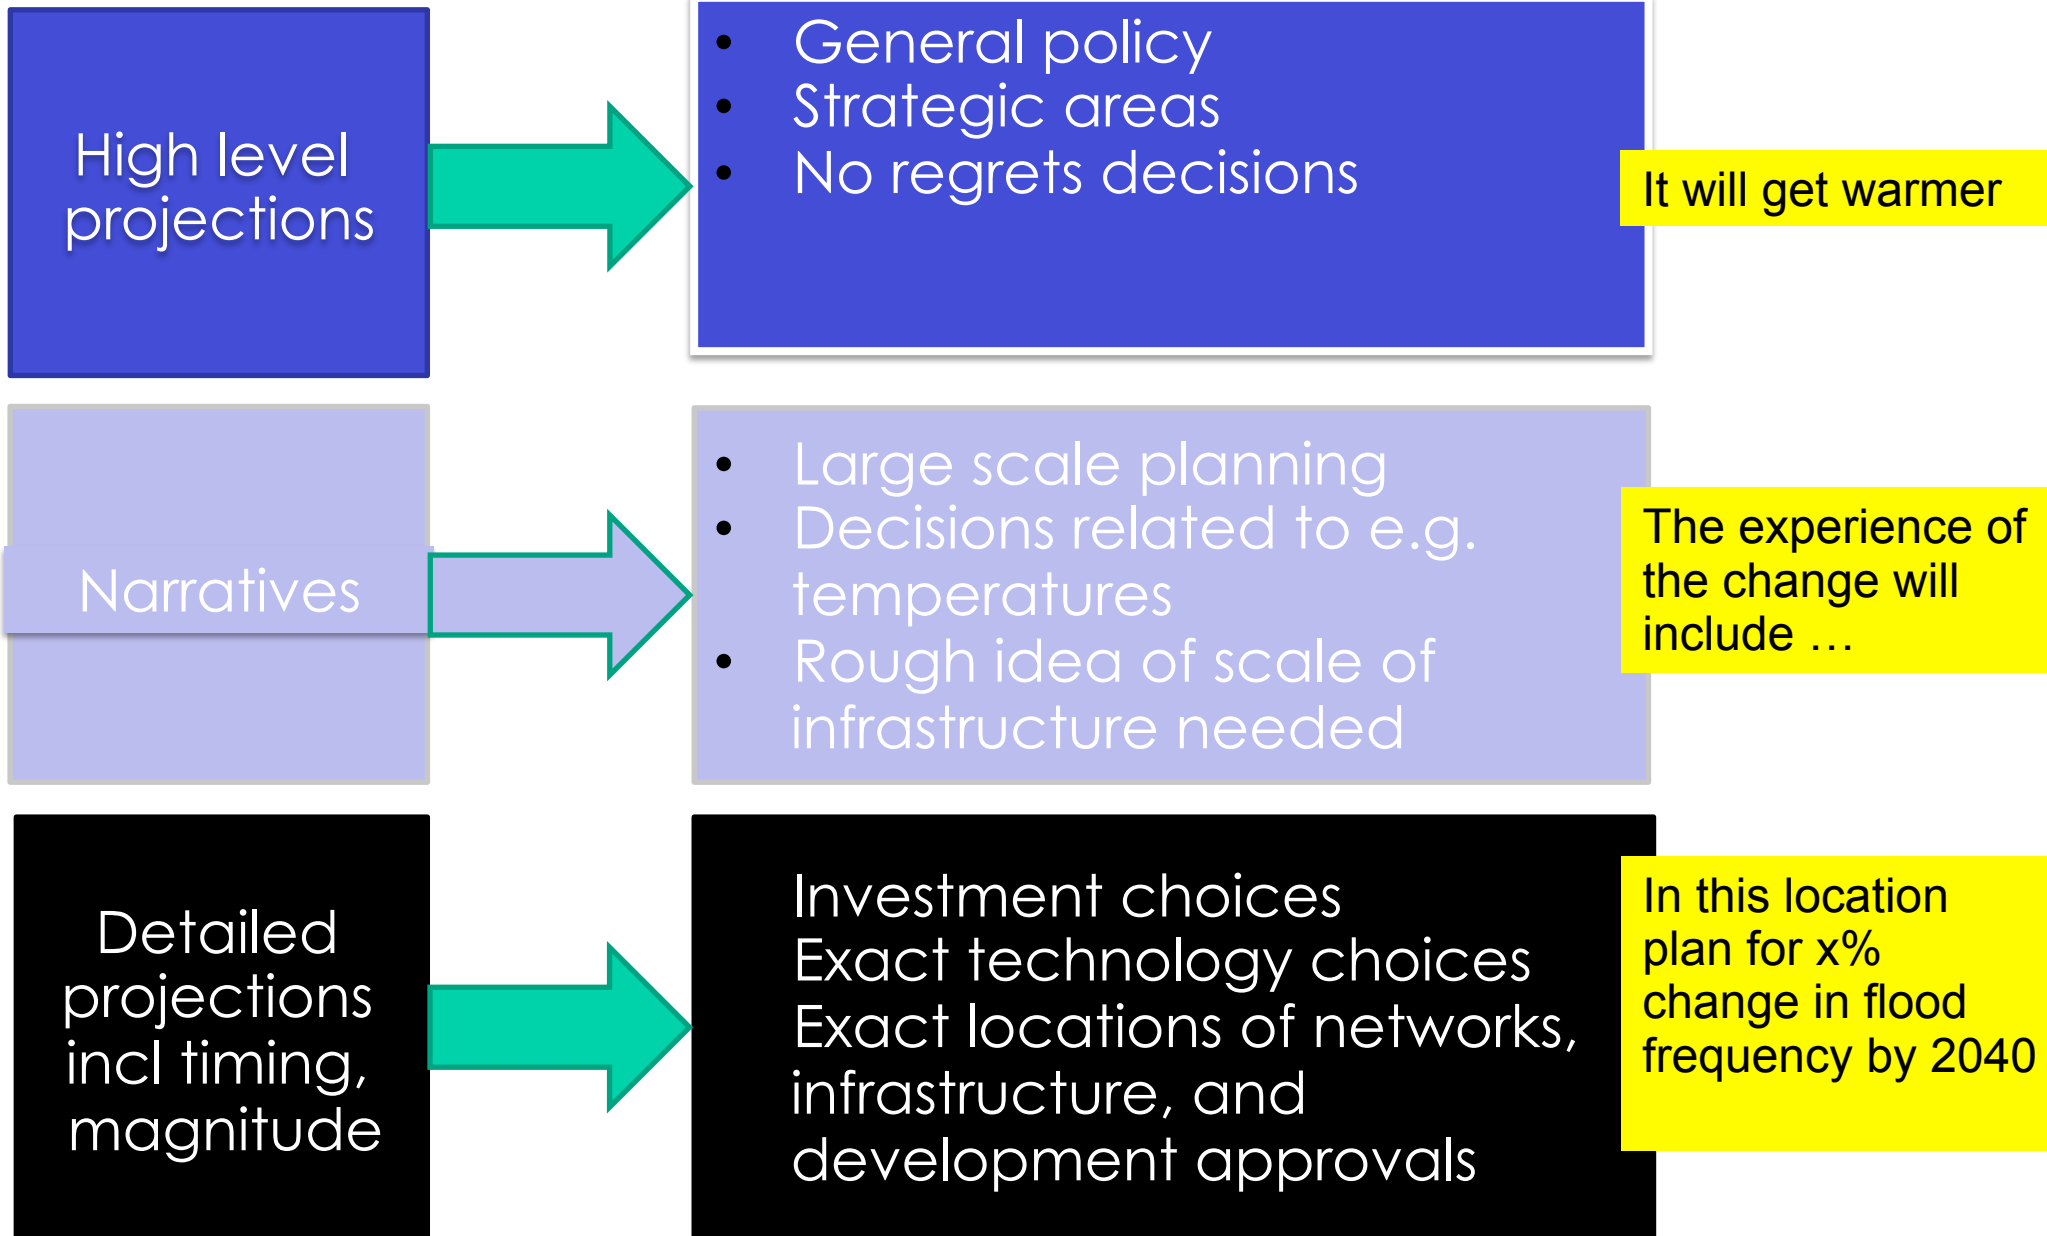 High level
projections
• General policy
• Strategic areas
• No regrets decisions
It will get warmer
Narratives
• Large scale planning
• Decisions related to e.g.
temperatures
• Rough idea of scale of
infrastructure needed
The experience of
the change will
include …
Detailed
projections
incl timing,
magnitude
Investment choices
Exact technology choices
Exact locations of networks,
infrastructure, and
development approvals
In this location
plan for x%
change in flood
frequency by 2040